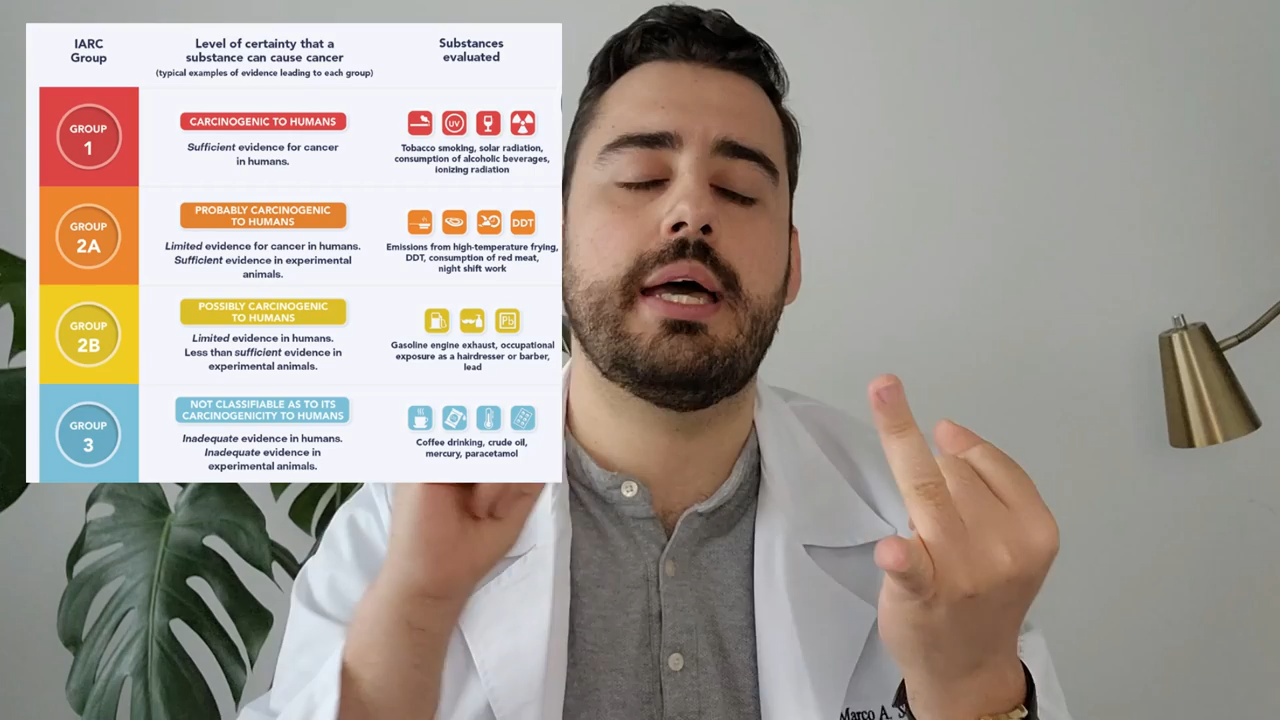 IARC
Group
Level of certainty that a
substance can cause cancer
(typical examples of evidence leading to each group)
Substances
evaluated
GROUP
1
CARCINOGENIC TO HUMANS
Sufficient evidence for cancer
in humans.
UV
Tobacco smoking, solar radiation,
consumption of alcoholic beverages,
ionizing radiation
GROUP
2A
PROBABLY CARCINOGENIC
TO HUMANS
Limited evidence for cancer in humans.
Sufficient evidence in experimental
animals.
DDT
Emissions from high-temperature frying,
DDT, consumption of red meat,
night shift work
GROUP
2B
POSSIBLY CARCINOGENIC
TO HUMANS
Limited evidence in humans.
Less than sufficient evidence in
experimental animals.
Pb
Gasoline engine exhaust, occupational
exposure as a hairdresser or barber,
lead
GROUP
3
NOT CLASSIFIABLE AS TO ITS
CARCINOGENICITY TO HUMANS
Inadequate evidence in humans.
Inadequate evidence in
experimental animals.
Coffee drinking, crude oil,
mercury, paracetamol
Marco A.